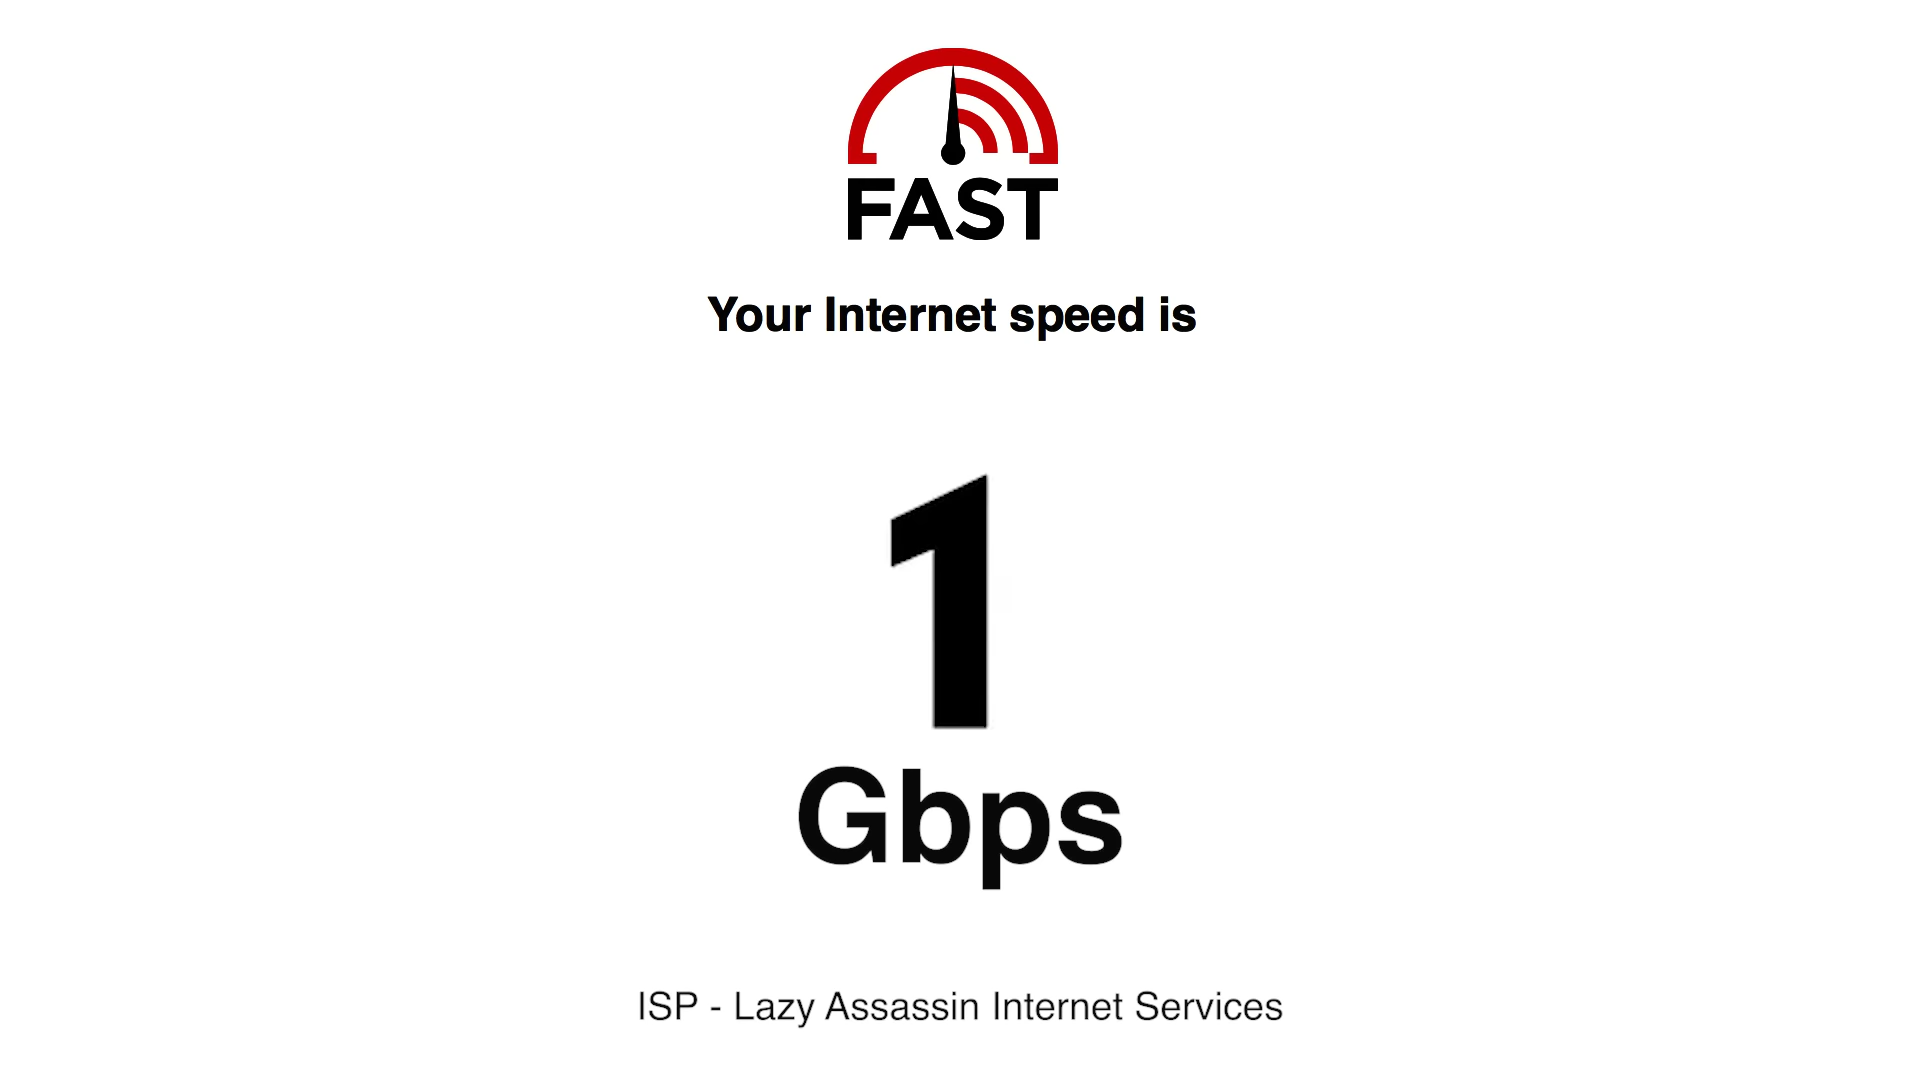 FAST
Your Internet speed is
1
Gbps
ISP - Lazy Assassin Internet Services